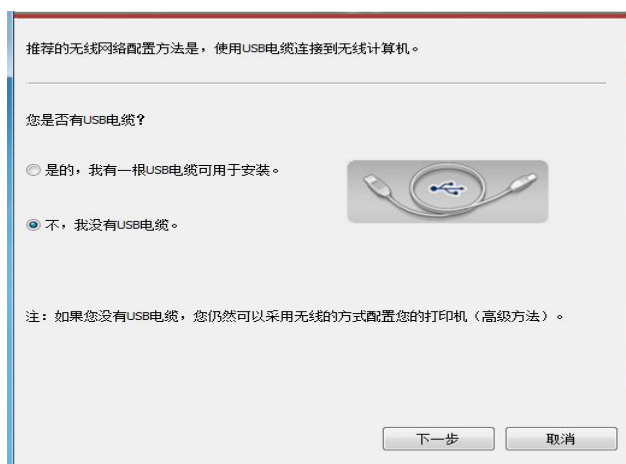 推荐的无线网络配置方法是，使用USB电缆连接到无线计算机。
您是否有USB电缆？
是的，我有一根USB电缆可用于安装。
不，我没有USB电缆。
注：如果您没有USB电缆，您仍然可以采用无线的方式配置您的打印机（高级方法）。
下一步
取消